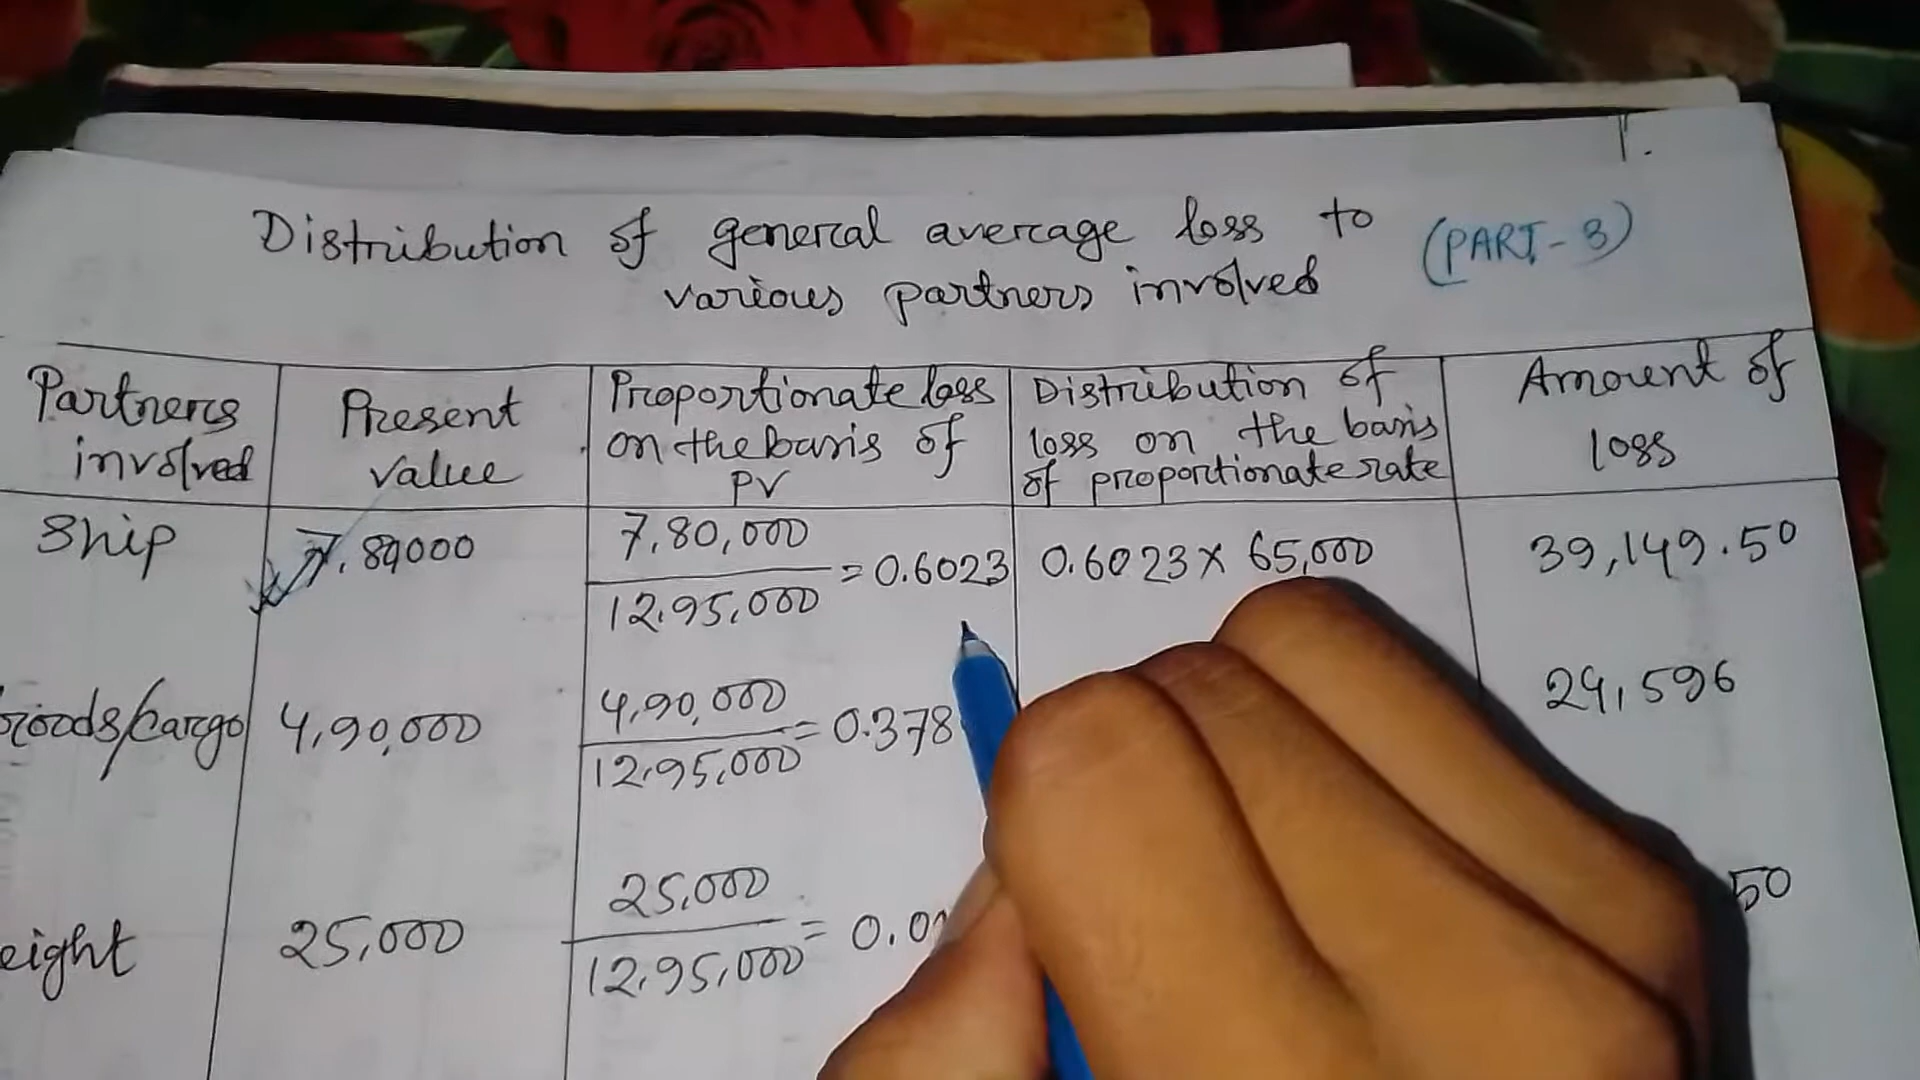 1.
Distribution of general average loss to (PART-3)
various partners involved
Partners involved
Present value
Proportionate loss on the basis of PV
Distribution of loss on the basis of proportionate rate
Amount of loss
Ship
7,80,000
12,95,000
= 0.6023
0.6023 x 65,000
39,149.50
4,90,000
4,90,000
12,95,000
= 0.378
24,596
25,000
25,000
12,95,000
= 0.0
50